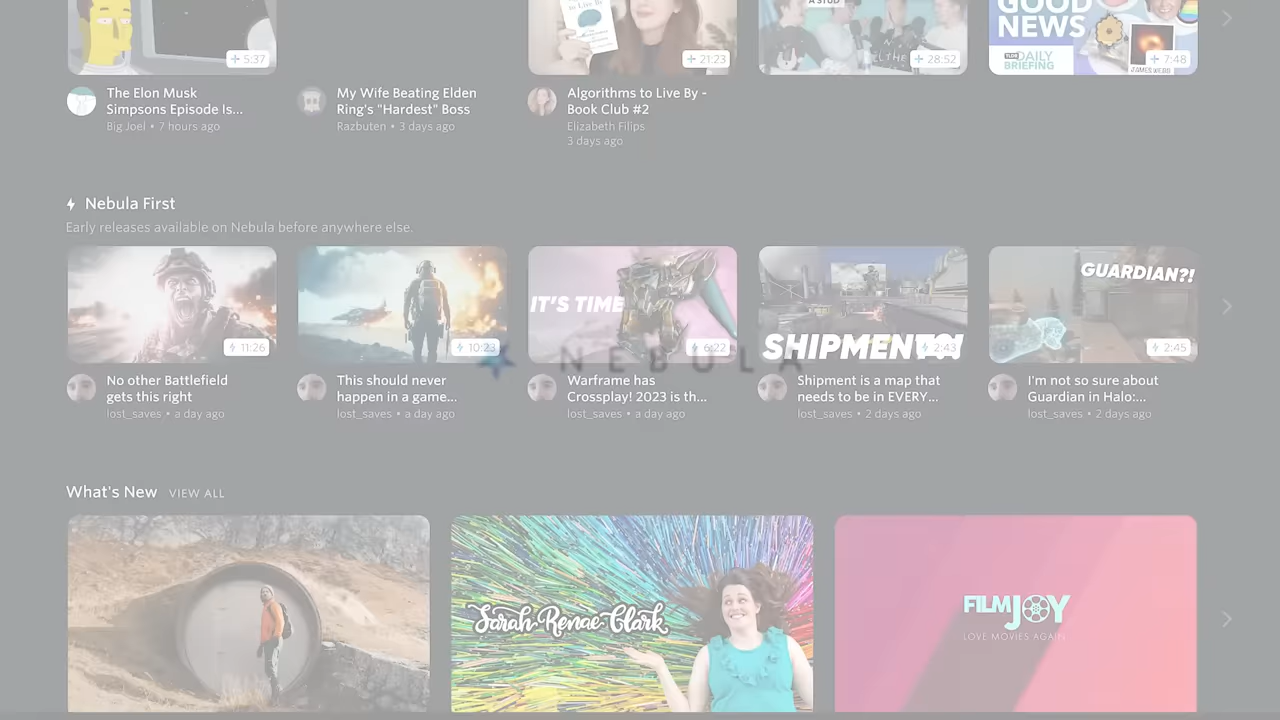 GOOD
NEWS
TLDR DAILY
BRIEFING
JAMES WEBB
A STUD
+ 5:37
+ 21:23
+ 28:52
+ 7:48
The Elon Musk
Simpsons Episode Is...
Big Joel • 7 hours ago
My Wife Beating Elden
Ring's "Hardest" Boss
Razbuten • 3 days ago
Algorithms to Live By -
Book Club #2
Elizabeth Filips
3 days ago
Nebula First
Early releases available on Nebula before anywhere else.
IT'S TIME
SHIPMENT
GUARDIAN?!
11:26
10:23
6:22
2:43
2:45
NEBULA
No other Battlefield
gets this right
lost_saves • a day ago
This should never
happen in a game...
lost_saves • a day ago
Warframe has
Crossplay! 2023 is th...
lost_saves • a day ago
Shipment is a map that
needs to be in EVERY...
lost_saves • 2 days ago
I'm not so sure about
Guardian in Halo:...
lost_saves • 2 days ago
What's New VIEW ALL
Sarah Renae Clark
FILMJOY
LOVE MOVIES AGAIN